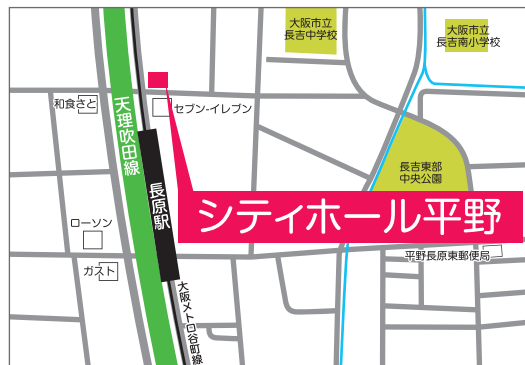 大阪市立
長吉中学校
大阪市立
長吉南小学校
和食さと
セブン-イレブン
天理吹田線
長原駅
長吉東部
中央公園
シティホール平野
ローソン
平野長原東郵便局
ガスト
大阪メトロ谷町線